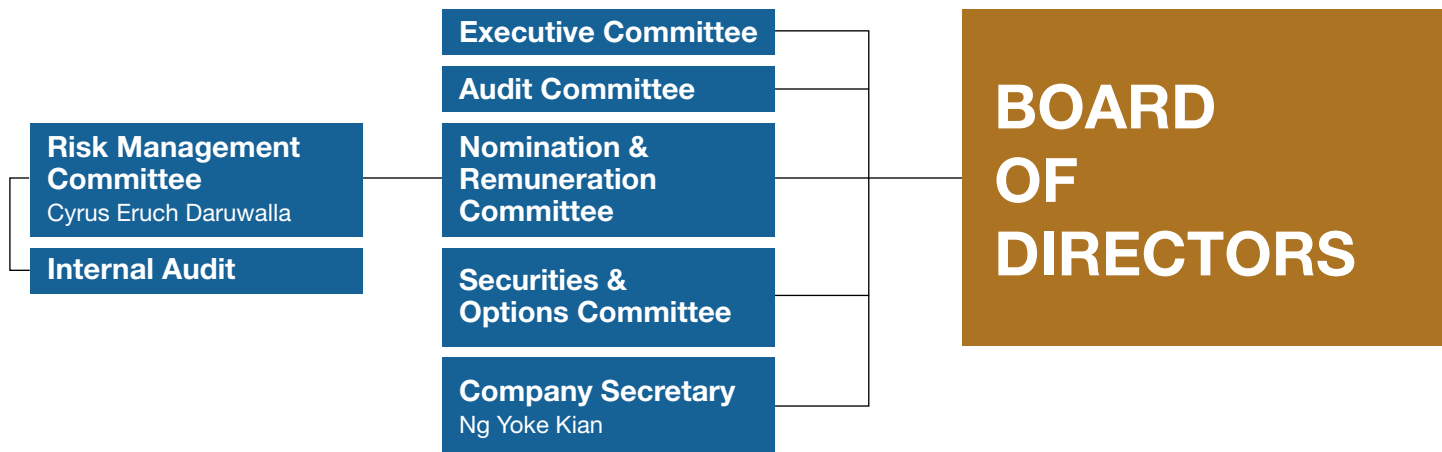 Risk Management
Committee
Cyrus Eruch Daruwalla
Internal Audit
Executive Committee
Audit Committee
Nomination &
Remuneration
Committee
Securities &
Options Committee
Company Secretary
Ng Yoke Kian
BOARD
OF
DIRECTORS